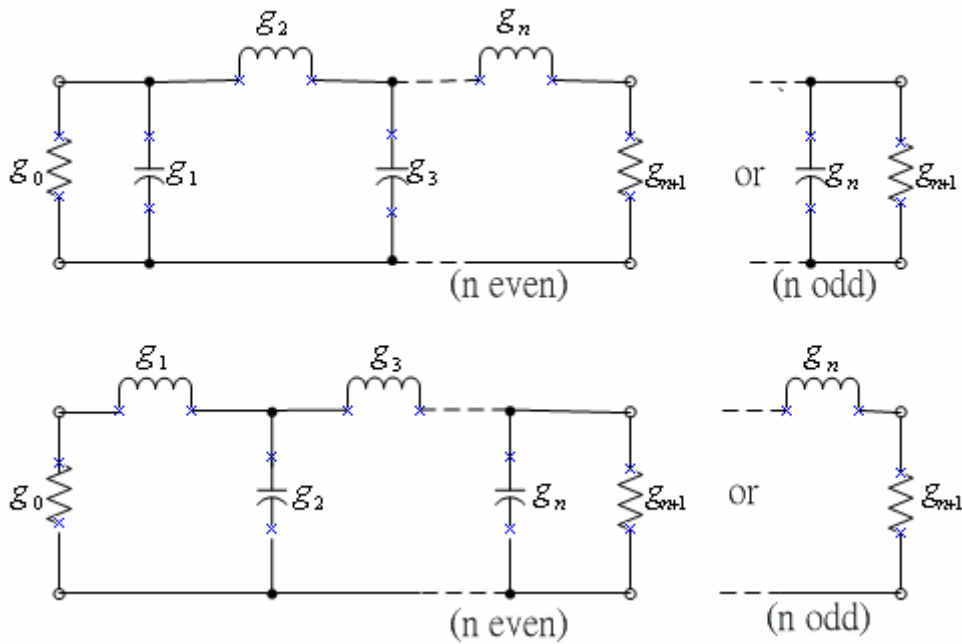 g₂
gₙ
g₀
g₁
g₃
gₙ₊₁
or
gₙ
gₙ₊₁
(n even)
(n odd)
g₁
g₃
gₙ
g₀
g₂
gₙ
gₙ₊₁
or
gₙ₊₁
(n even)
(n odd)